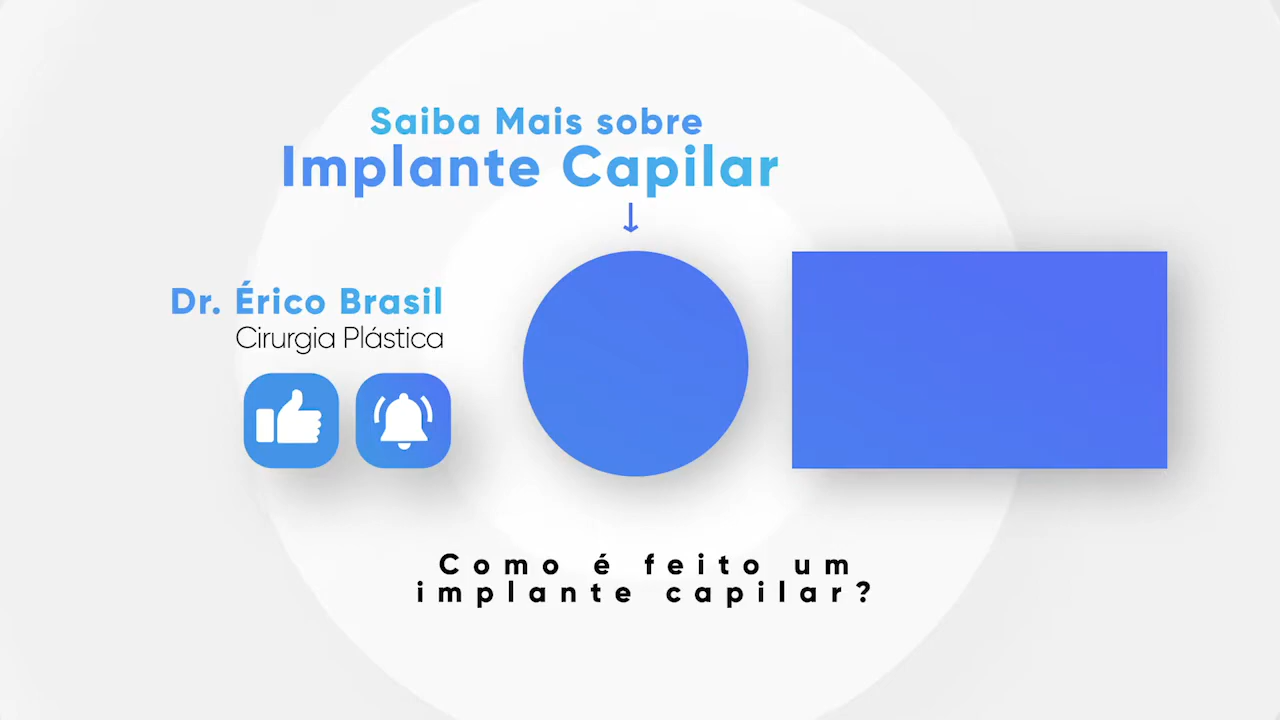 Saiba Mais sobre
Implante Capilar
Dr. Érico Brasil
Cirurgia Plástica
Como é feito um
implante capilar?